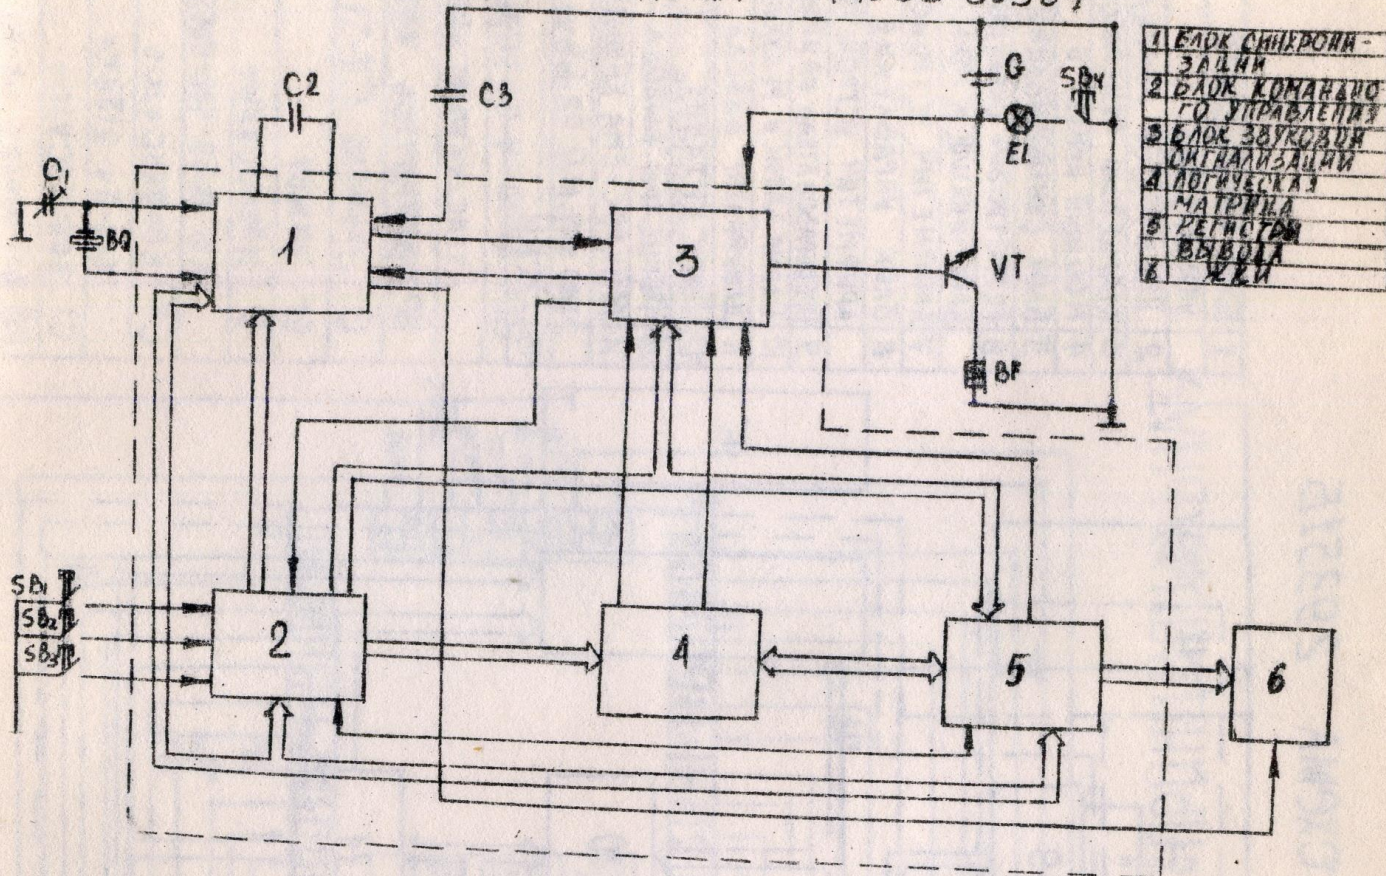 C2
C3
G
SB4
EL
C1
BQ
1
3
VT
BF
SB1
SB2
SB3
2
4
5
6
1 БЛОК СИНХРОНИ-
ЗАЦИИ
2 БЛОК КОМАНДНО
ГО УПРАВЛЕНИЯ
3 БЛОК ЗВУКОВОЙ
СИГНАЛИЗАЦИИ
4 ЛОГИЧЕСКАЯ
МАТРИЦА
5 РЕГИСТРЫ
ВЫВОДА
6 ЖКИ